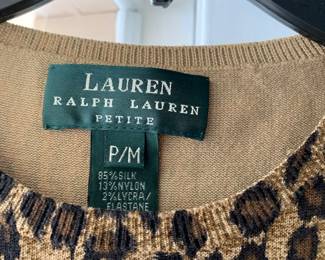 LAUREN
RALPH LAUREN
PETITE
P/M
85% SILK
13% NYLON
2% LYCRA/
ELASTANE